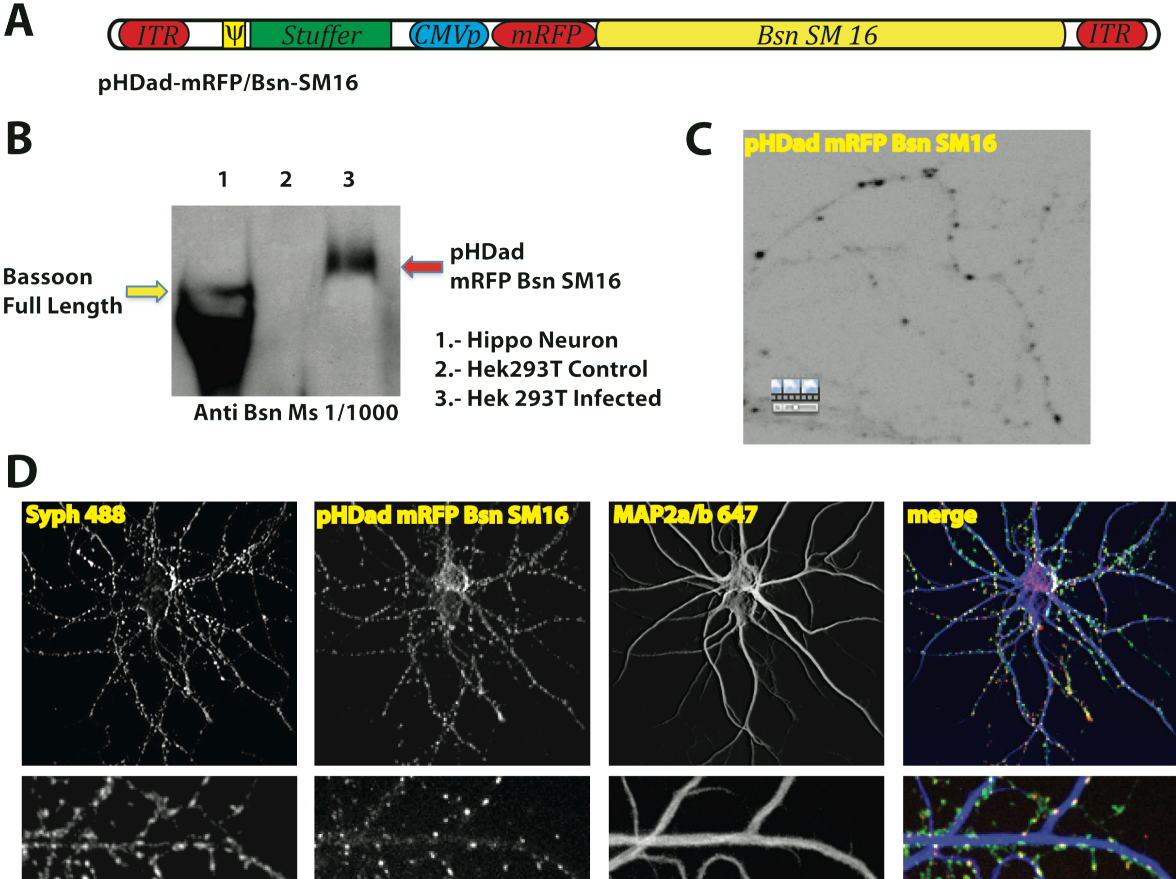 A
ITR ψ Stuffer CMVp mRFP Bsn SM 16 ITR
pHDad-mRFP/Bsn-SM16
B
1 2 3
Bassoon
Full Length
pHDad
mRFP Bsn SM16
1.- Hippo Neuron
2.- Hek293T Control
3.- Hek 293T Infected
Anti Bsn Ms 1/1000
C
pHDad mRFP Bsn SM16
D
Syph 488
pHDad mRFP Bsn SM16
MAP2a/b 647
merge